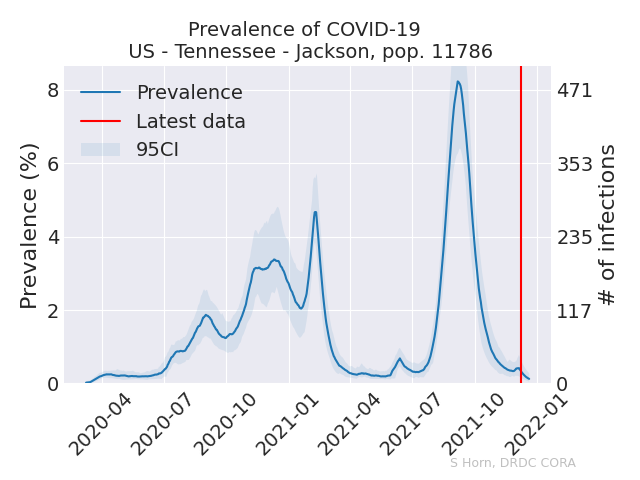 Prevalence of COVID-19
US - Tennessee - Jackson, pop. 11786
Prevalence
Latest data
95CI
Prevalence (%)
8
6
4
2
0
471
353
235
117
0
# of infections
2020-04
2020-07
2020-10
2021-01
2021-04
2021-07
2021-10
2022-01
S Horn, DRDC CORA